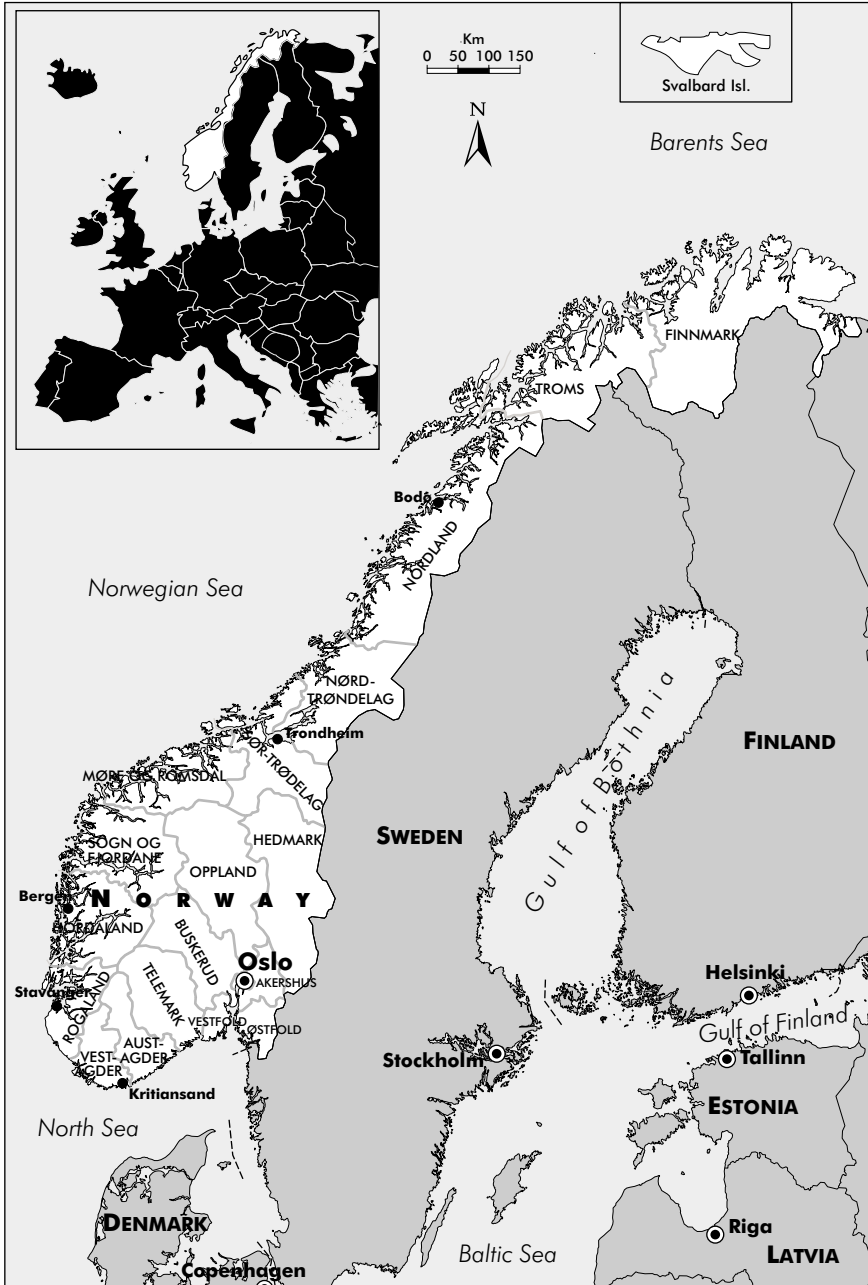 Km
0 50 100 150
N
Svalbard Isl.
Barents Sea
FINNMARK
TROMS
Bodø
NORDLAND
Norwegian Sea
NØRD-
TRØNDELAG
Trondheim
SØR-TRØDELAG
MØRE OG ROMSDAL
Gulf of Bothnia
FINLAND
SWEDEN
HEDMARK
SOGN OG
FJORDANE
OPPLAND
Bergen
NORWAY
HORDALAND
BUSKERUD
Oslo
AKERSHUS
Helsinki
TELEMARK
Stavanger
ROGALAND
VESTFOLD
ØSTFOLD
Gulf of Finland
AUST-
AGDER
VEST-
AGDER
Stockholm
Tallinn
Kritiansand
ESTONIA
North Sea
DENMARK
Riga
Baltic Sea
LATVIA
Copenhagen